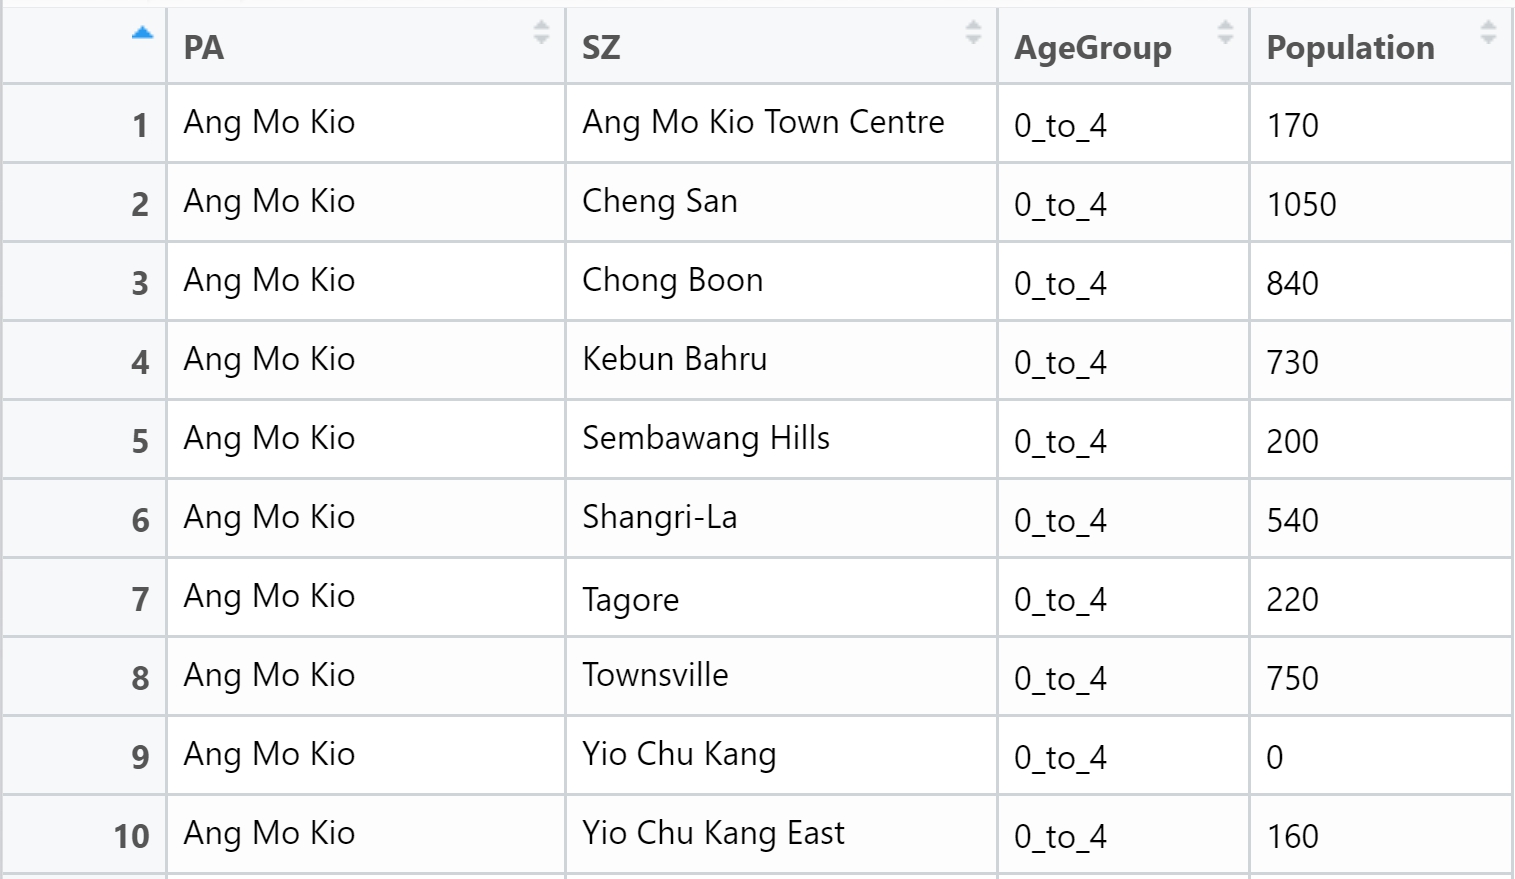 PA SZ AgeGroup Population
1 Ang Mo Kio Ang Mo Kio Town Centre 0_to_4 170
2 Ang Mo Kio Cheng San 0_to_4 1050
3 Ang Mo Kio Chong Boon 0_to_4 840
4 Ang Mo Kio Kebun Bahru 0_to_4 730
5 Ang Mo Kio Sembawang Hills 0_to_4 200
6 Ang Mo Kio Shangri-La 0_to_4 540
7 Ang Mo Kio Tagore 0_to_4 220
8 Ang Mo Kio Townsville 0_to_4 750
9 Ang Mo Kio Yio Chu Kang 0_to_4 0
10 Ang Mo Kio Yio Chu Kang East 0_to_4 160